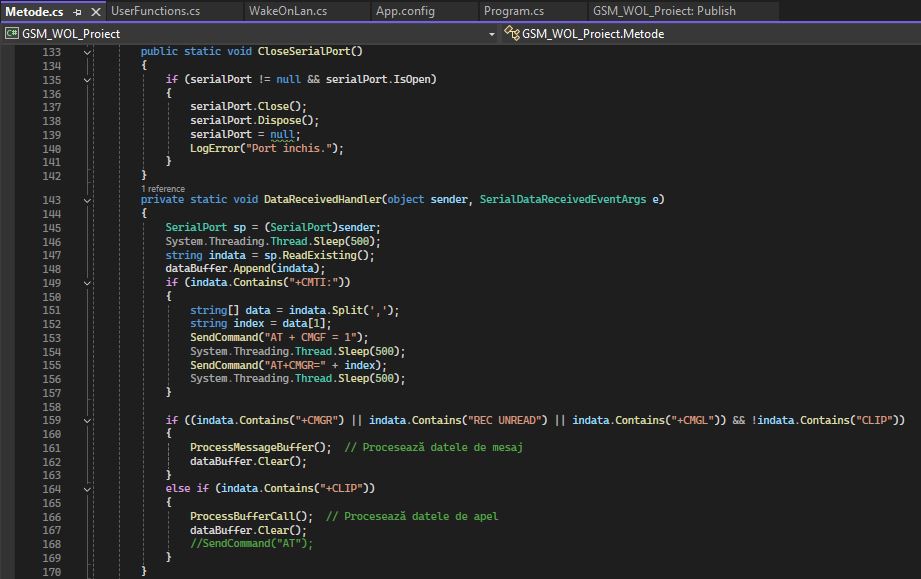 Metode.cs UserFunctions.cs WakeOnLan.cs App.config Program.cs GSM_WOL_Proiect: Publish
C# GSM_WOL_Proiect GSM_WOL_Proiect.Metode
133 public static void CloseSerialPort()
134 {
135 if (serialPort != null && serialPort.IsOpen)
136 {
137 serialPort.Close();
138 serialPort.Dispose();
139 serialPort = null;
140 LogError("Port inchis.");
141 }
142 }
1 reference
143 private static void DataReceivedHandler(object sender, SerialDataReceivedEventArgs e)
144 {
145 SerialPort sp = (SerialPort)sender;
146 System.Threading.Thread.Sleep(500);
147 string indata = sp.ReadExisting();
148 dataBuffer.Append(indata);
149 if (indata.Contains("+CMTI:"))
150 {
151 string[] data = indata.Split(',');
152 string index = data[1];
153 SendCommand("AT + CMGF = 1");
154 System.Threading.Thread.Sleep(500);
155 SendCommand("AT+CMGR=" + index);
156 System.Threading.Thread.Sleep(500);
157 }
158
159 if ((indata.Contains("+CMGR") || indata.Contains("REC UNREAD") || indata.Contains("+CMGL")) && !indata.Contains("CLIP"))
160 {
161 ProcessMessageBuffer(); // Procesează datele de mesaj
162 dataBuffer.Clear();
163 }
164 else if (indata.Contains("+CLIP"))
165 {
166 ProcessBufferCall(); // Procesează datele de apel
167 dataBuffer.Clear();
168 //SendCommand("AT");
169 }
170 }